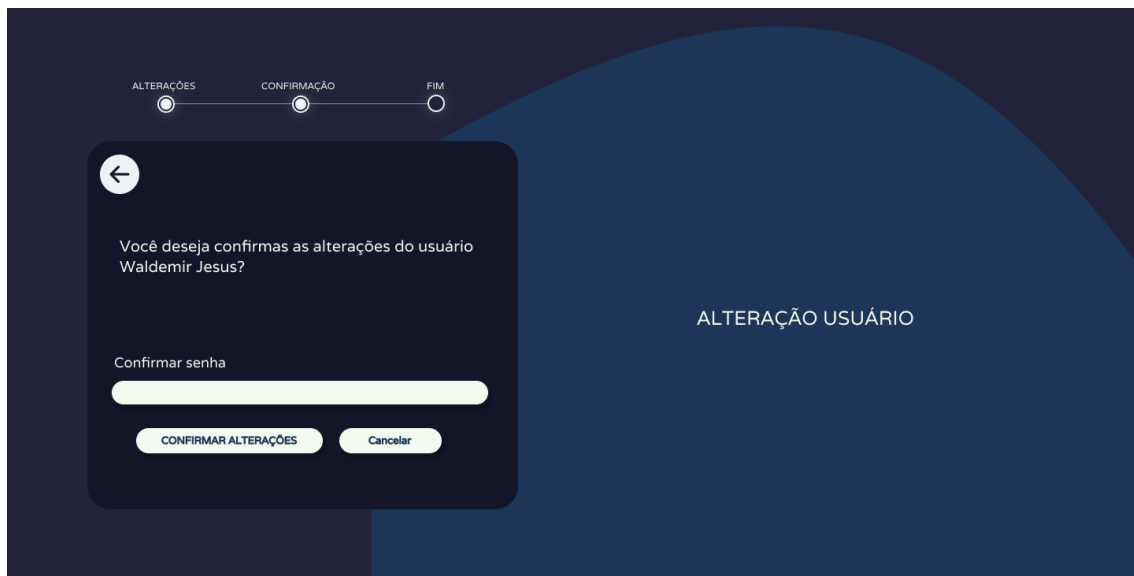 ALTERAÇÕES CONFIRMAÇÃO FIM
Você deseja confirmas as alterações do usuário
Waldemir Jesus?
ALTERAÇÃO USUÁRIO
Confirmar senha
CONFIRMAR ALTERAÇÕES Cancelar